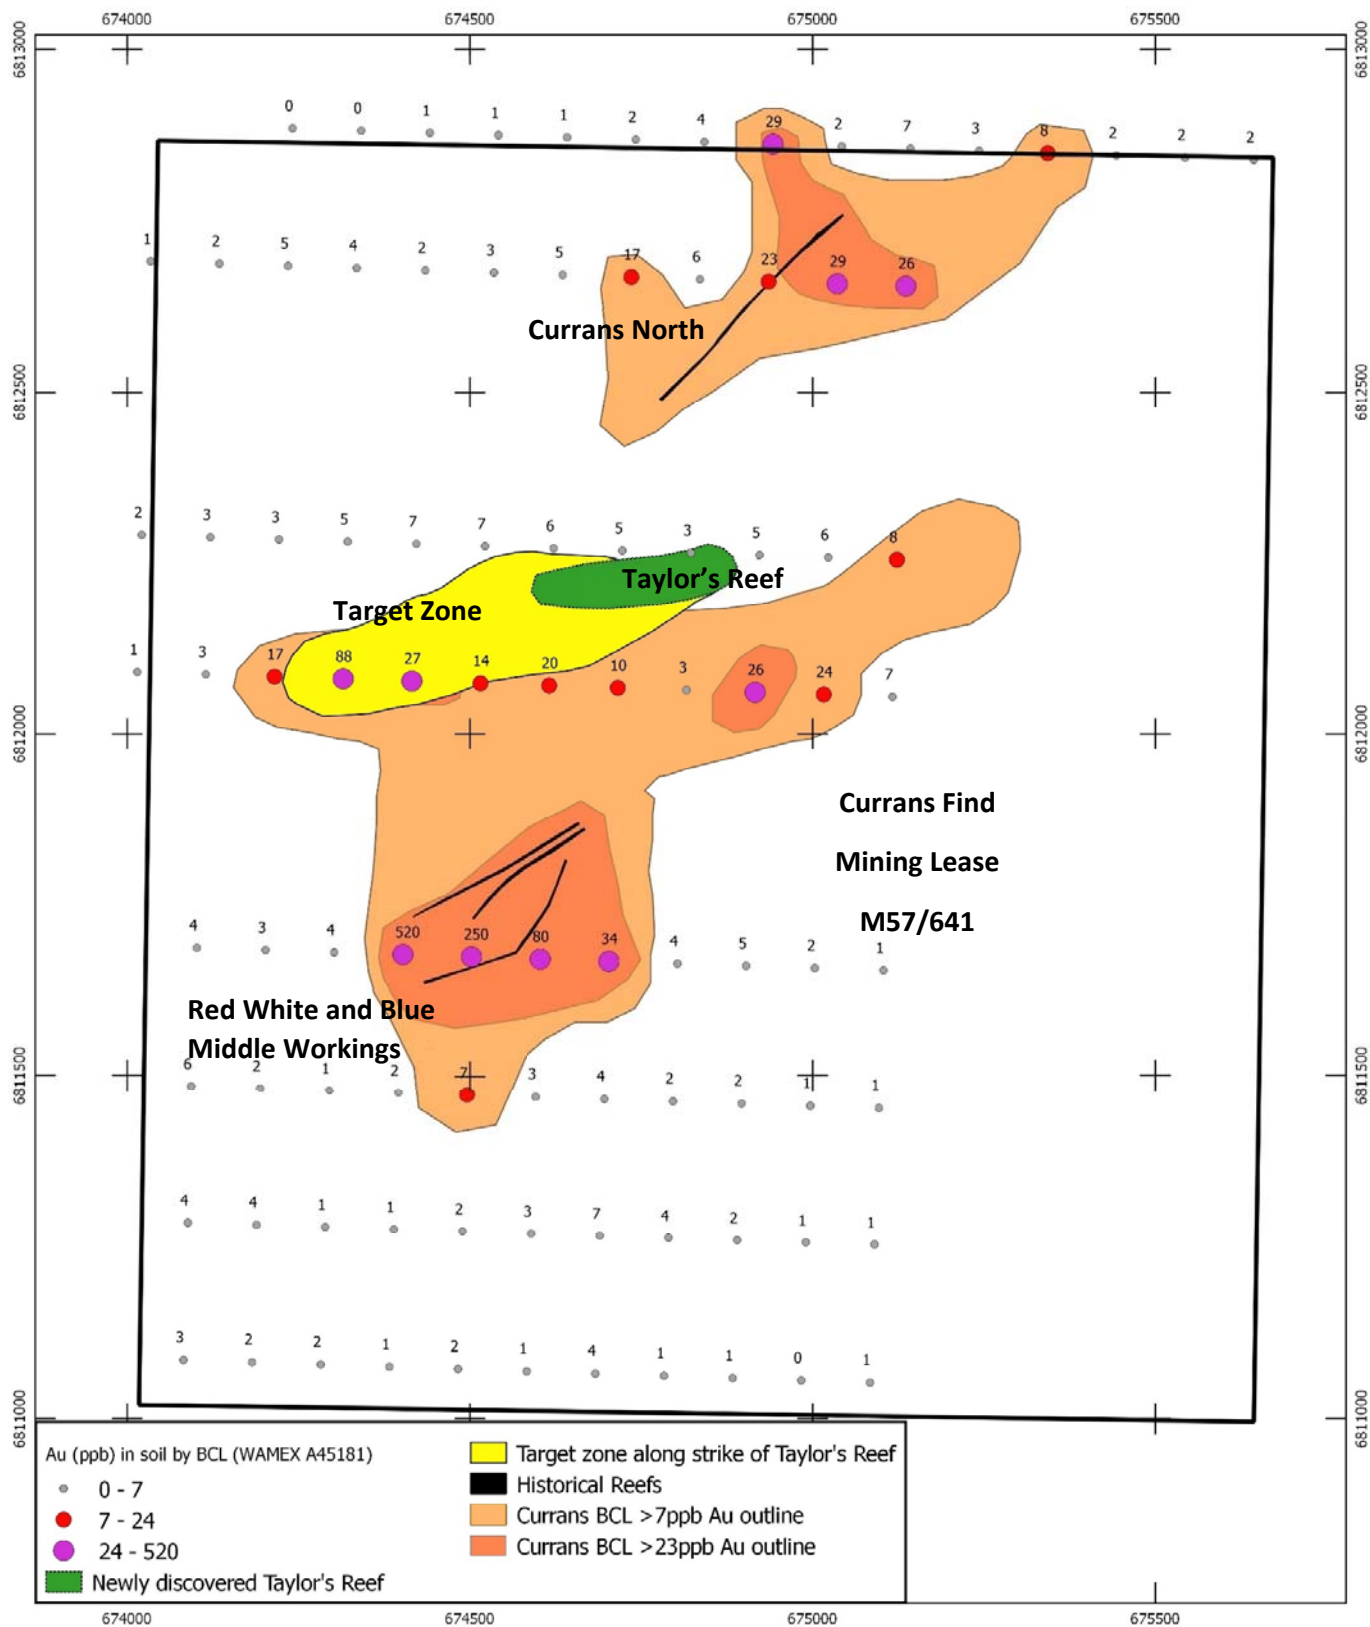 674000 674500 675000 675500
6813000 6813000
0 0 1 1 1 2 4 29 2 7 3 8 2 2 2
1 2 5 4 2 3 5 17 6 23 29 26
Currans North
6812500 6812500
2 3 3 5 7 7 6 5 3 5 6 8
Taylor's Reef
Target Zone
1 3 17 88 27 14 20 10 3 26 24 7
6812000 6812000
Currans Find
Mining Lease
M57/641
4 3 4 520 250 80 34 4 5 2 1
Red White and Blue
Middle Workings
6811500 6811500
6 2 1 2 7 3 4 2 2 1 1
4 4 1 1 2 3 7 4 2 1 1
3 2 2 1 2 1 4 1 1 0 1
6811000 6811000
Au (ppb) in soil by BCL (WAMEX A45181)
0 - 7
7 - 24
24 - 520
Newly discovered Taylor's Reef
Target zone along strike of Taylor's Reef
Historical Reefs
Currans BCL >7ppb Au outline
Currans BCL >23ppb Au outline
674000 674500 675000 675500